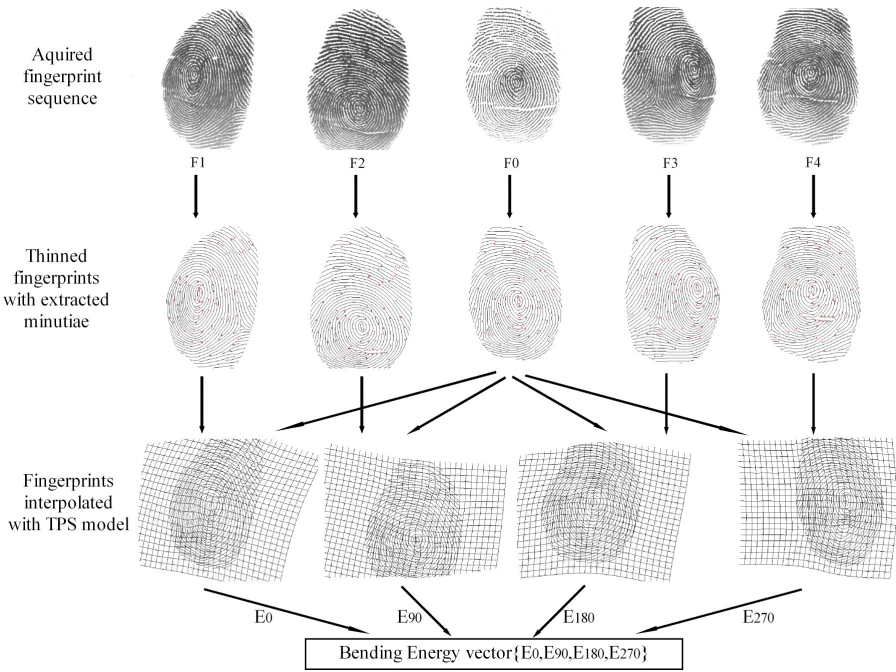 Aquired
fingerprint
sequence
F1
F2
F0
F3
F4
Thinned
fingerprints
with extracted
minutiae
Fingerprints
interpolated
with TPS model
E0
E90
E180
E270
Bending Energy vector{E0,E90,E180,E270}